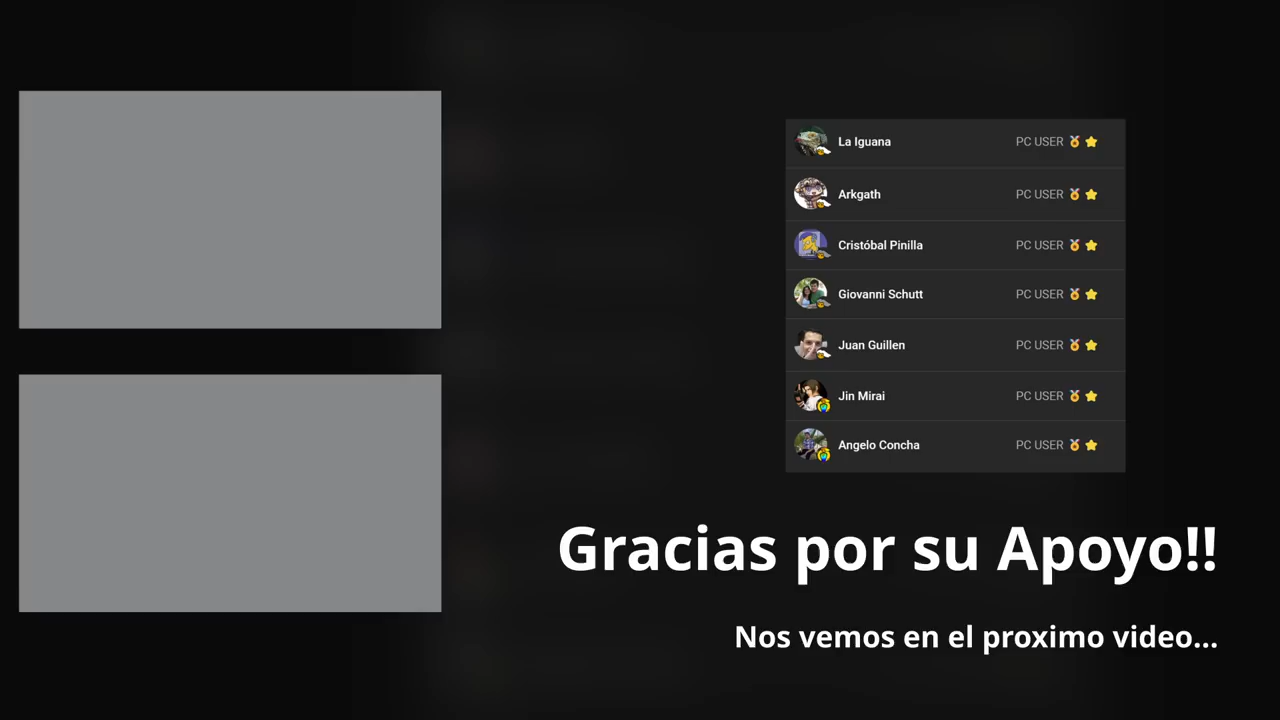 La Iguana PC USER 🏅⭐
Arkgath PC USER 🏅⭐
Cristóbal Pinilla PC USER 🏅⭐
Giovanni Schutt PC USER 🏅⭐
Juan Guillen PC USER 🏅⭐
Jin Mirai PC USER 🏅⭐
Angelo Concha PC USER 🏅⭐
Gracias por su Apoyo!!
Nos vemos en el proximo video...